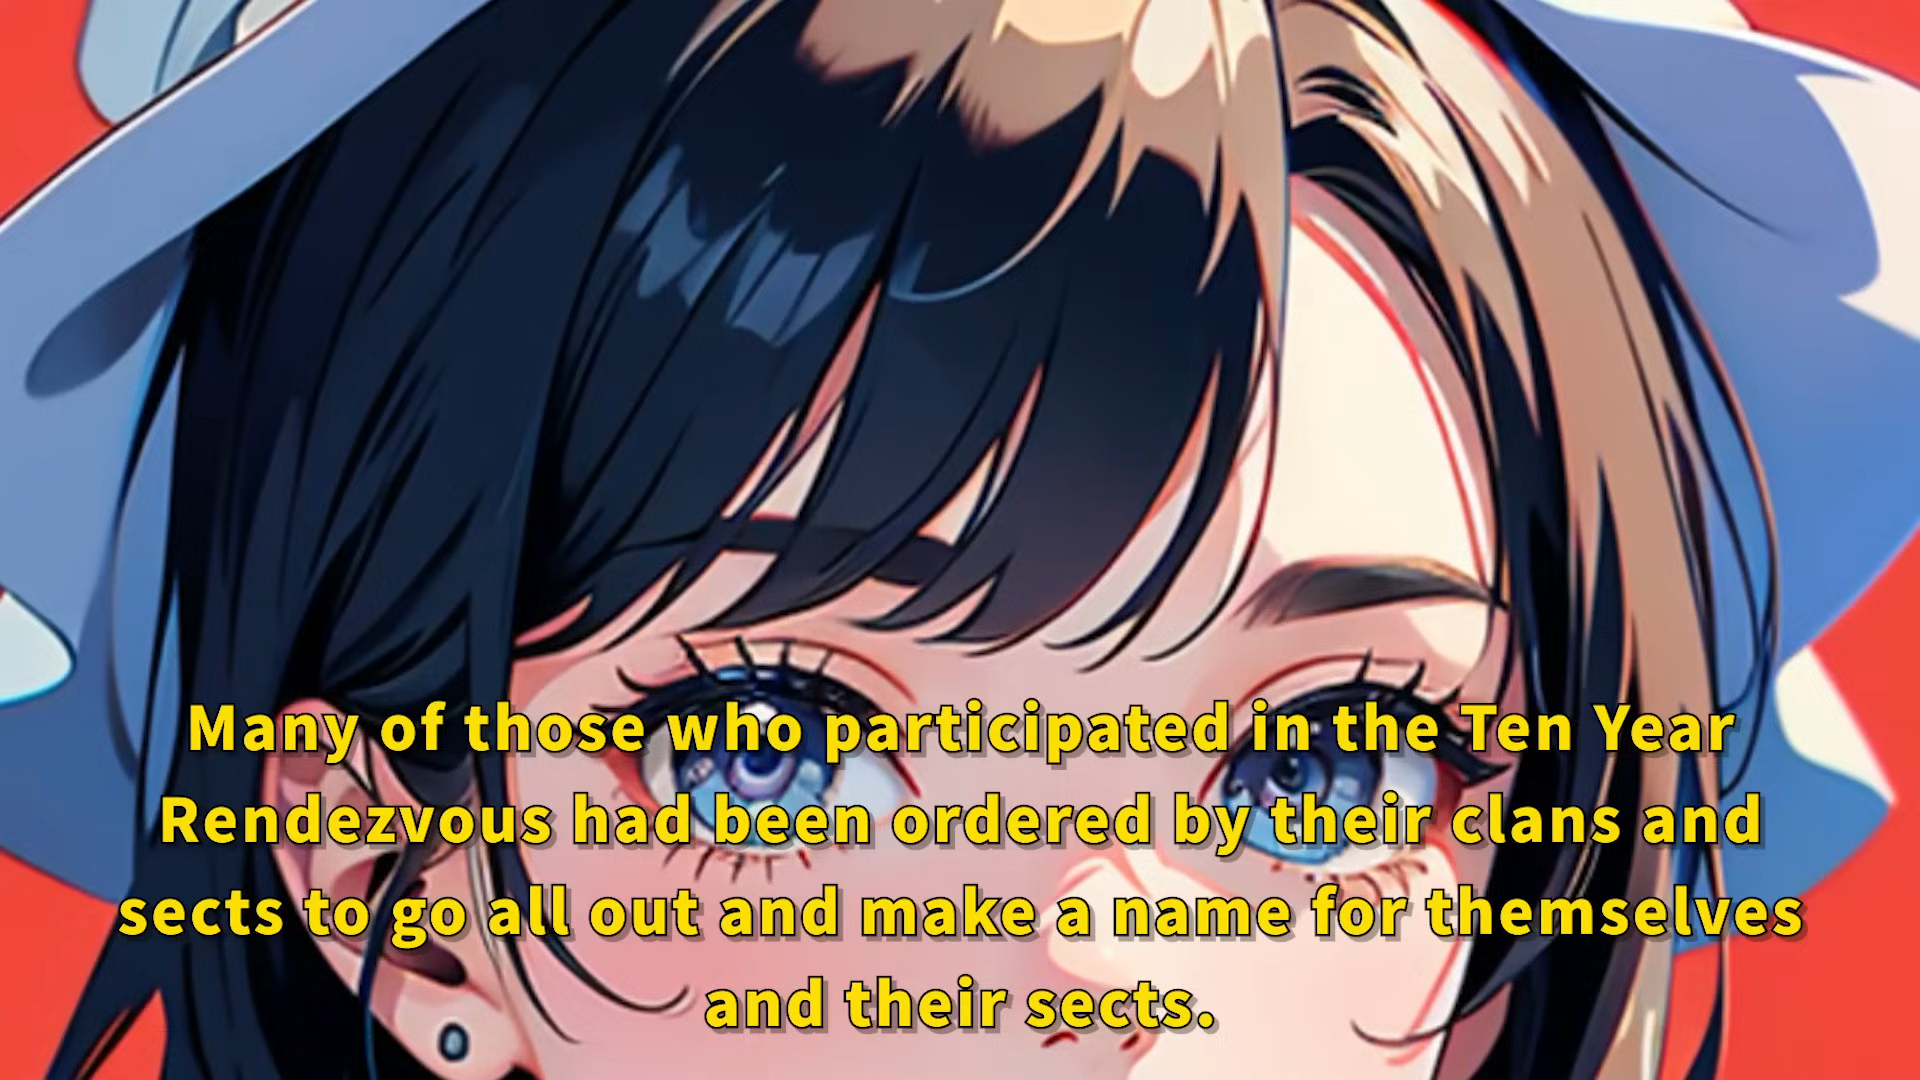 Many of those who participated in the Ten Year
Rendezvous had been ordered by their clans and
sects to go all out and make a name for themselves
and their sects.